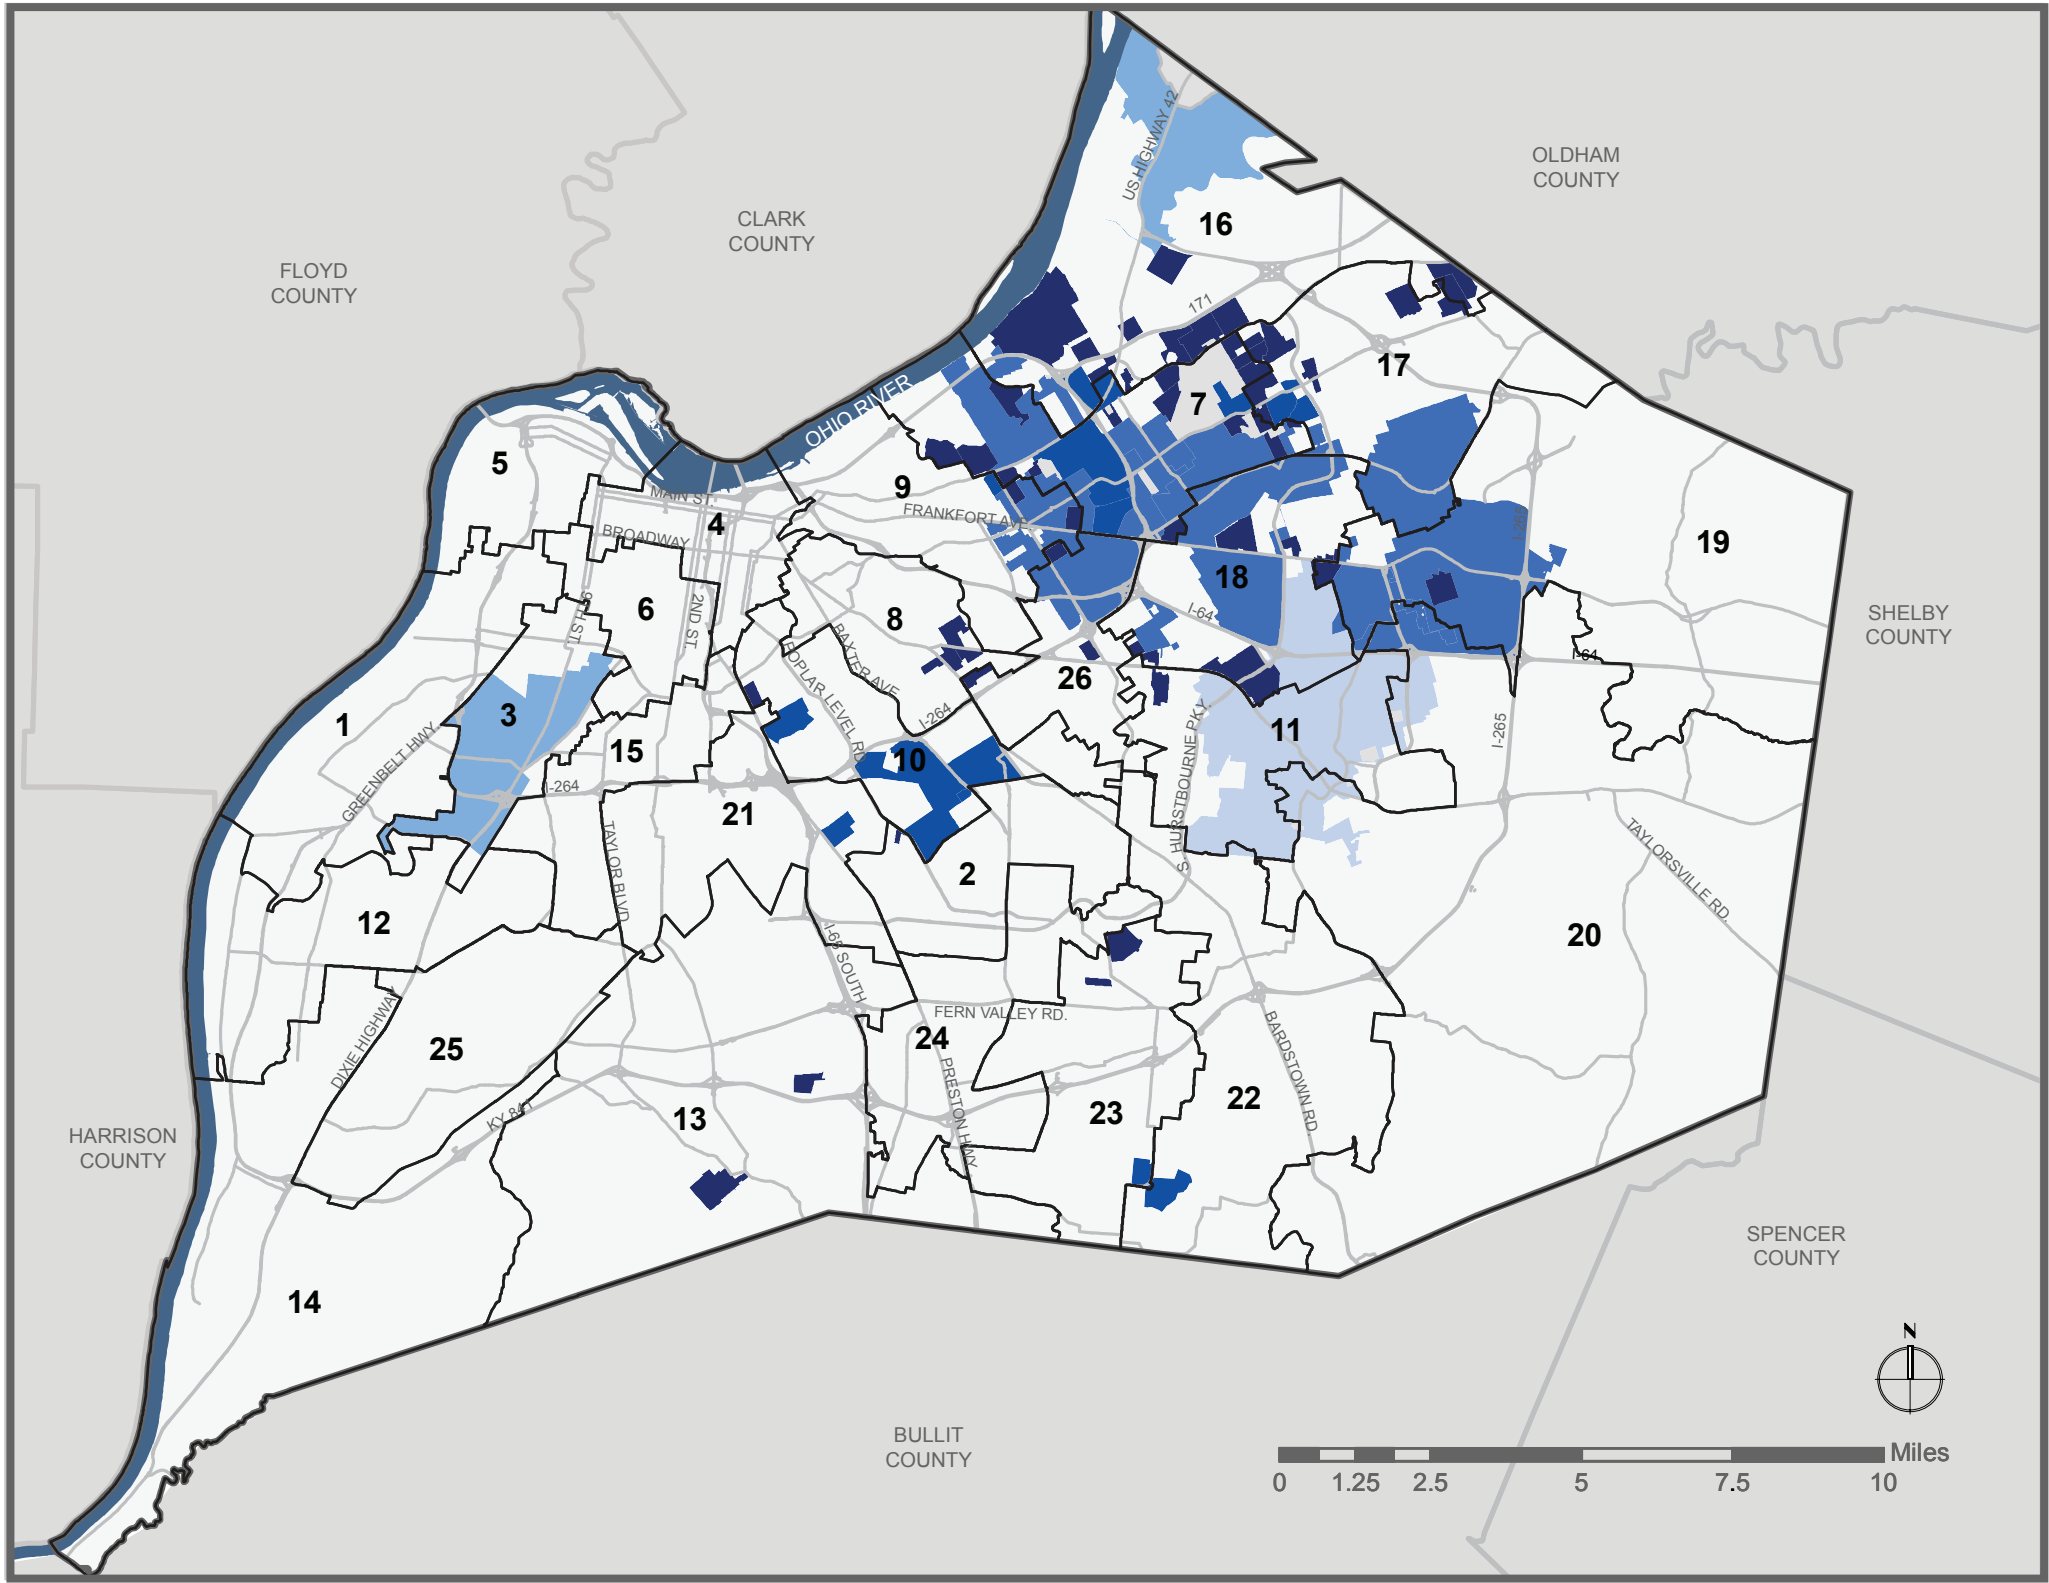 OLDHAM
COUNTY
CLARK
COUNTY
FLOYD
COUNTY
US HIGHWAY 42
16
171
17
7
OHIO RIVER
5
9
MAIN ST.
4
FRANKFORT AVE.
BROADWAY
I-265
19
18
6
9TH ST.
2ND ST.
8
I-64
SHELBY
COUNTY
BAXTER AVE
POPLAR LEVEL RD.
26
I-64
3
1
I-264
11
I-265
15
10
GREENBELT HWY.
I-264
S HURSTBOURNE PKY.
21
TAYLOR BLVD.
2
TAYLORSVILLE RD.
12
20
I-65 SOUTH
FERN VALLEY RD.
DIXIE HIGHWAY
25
24
BARDSTOWN RD.
PRESTON HWY
22
KY 841
13
23
HARRISON
COUNTY
SPENCER
COUNTY
14
N
BULLIT
COUNTY
Miles
0 1.25 2.5 5 7.5 10